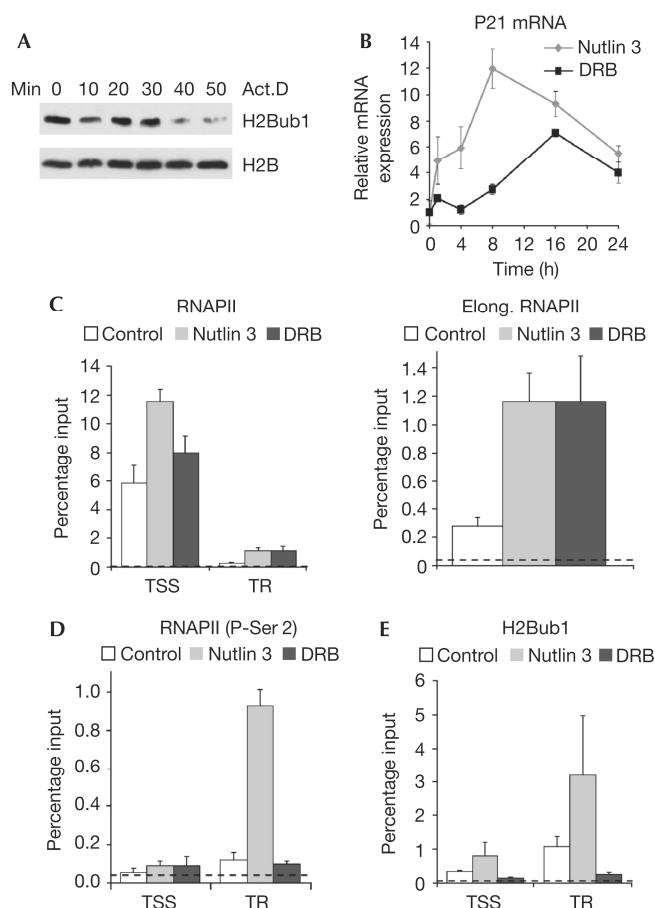 A
Min 0 10 20 30 40 50 Act.D
H2Bub1
H2B
B
P21 mRNA
Nutlin 3
DRB
Relative mRNA
expression
14
12
10
8
6
4
2
0
0 4 8 12 16 20 24
Time (h)
C
RNAPII
Control Nutlin 3 DRB
Percentage input
14
12
10
8
6
4
2
0
TSS TR
Elong. RNAPII
Control Nutlin 3 DRB
Percentage input
1.4
1.2
1.0
0.8
0.6
0.4
0.2
0
D
RNAPII (P-Ser 2)
Control Nutlin 3 DRB
Percentage input
1.0
0.8
0.6
0.4
0.2
0.0
TSS TR
E
H2Bub1
Control Nutlin 3 DRB
Percentage input
6
5
4
3
2
1
0
TSS TR